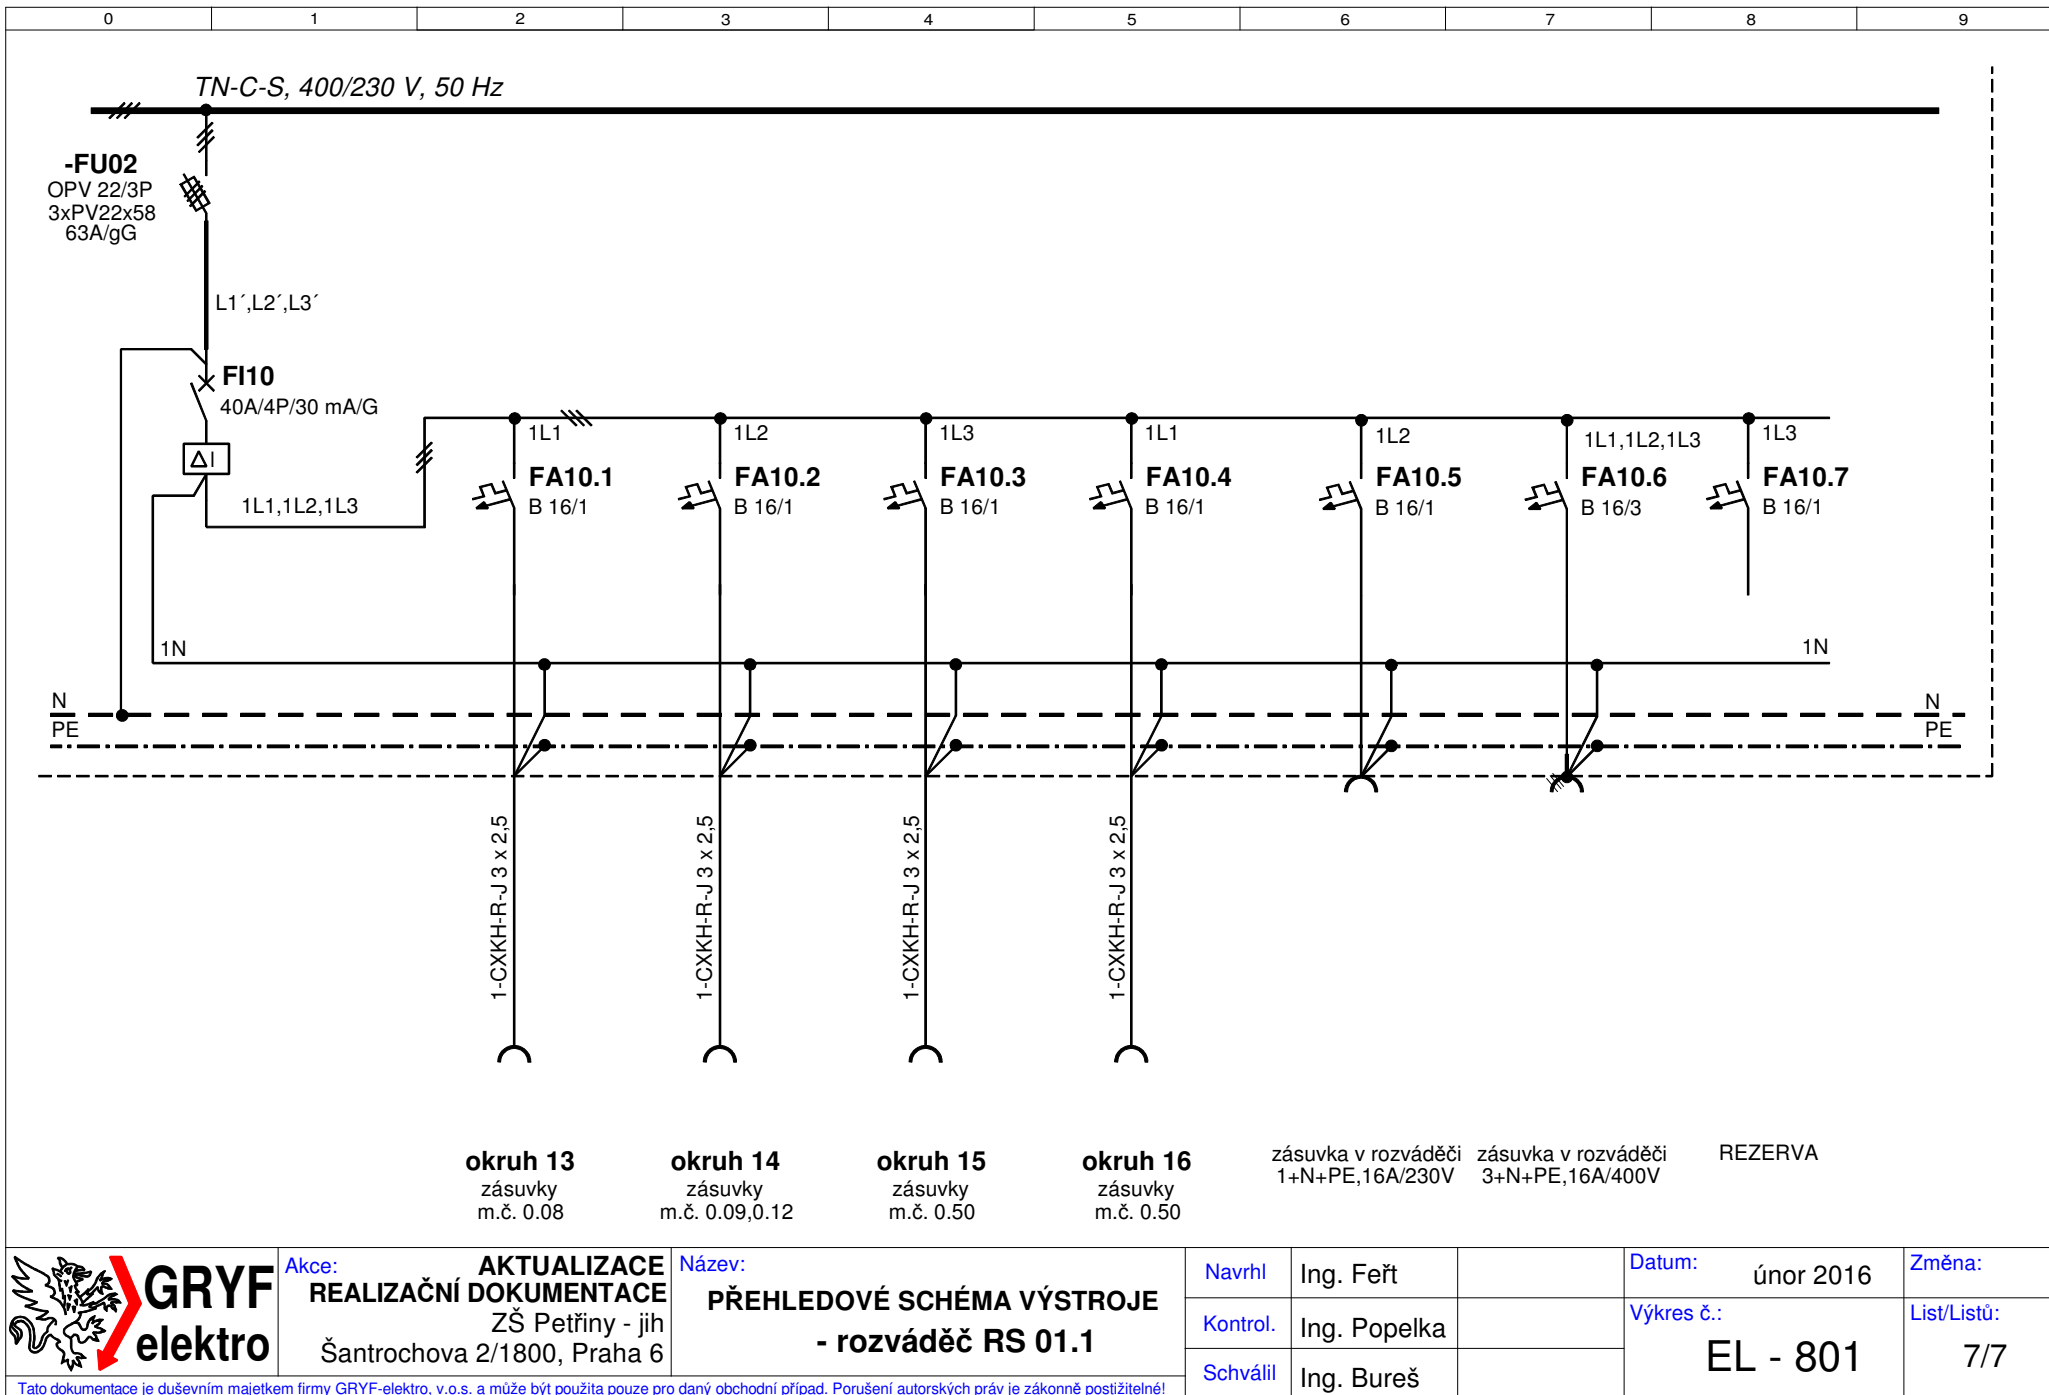 0 1 2 3 4 5 6 7 8 9
TN-C-S, 400/230 V, 50 Hz
-FU02
OPV 22/3P
3xPV22x58
63A/gG
L1´,L2´,L3´
FI10
40A/4P/30 mA/G
ΔI
1L1,1L2,1L3
1L1 1L2 1L3 1L1 1L2 1L1,1L2,1L3 1L3
FA10.1 FA10.2 FA10.3 FA10.4 FA10.5 FA10.6 FA10.7
B 16/1 B 16/1 B 16/1 B 16/1 B 16/1 B 16/3 B 16/1
1N 1N
N N
PE PE
1-CXKH-R-J 3 x 2,5
1-CXKH-R-J 3 x 2,5
1-CXKH-R-J 3 x 2,5
1-CXKH-R-J 3 x 2,5
okruh 13
zásuvky
m.č. 0.08
okruh 14
zásuvky
m.č. 0.09,0.12
okruh 15
zásuvky
m.č. 0.50
okruh 16
zásuvky
m.č. 0.50
zásuvka v rozváděči
1+N+PE,16A/230V
zásuvka v rozváděči
3+N+PE,16A/400V
REZERVA
GRYF
elektro
Akce:
AKTUALIZACE
REALIZAČNÍ DOKUMENTACE
ZŠ Petřiny - jih
Šantrochova 2/1800, Praha 6
Název:
PŘEHLEDOVÉ SCHÉMA VÝSTROJE
- rozváděč RS 01.1
Navrhl Ing. Feřt
Kontrol. Ing. Popelka
Schválil Ing. Bureš
Datum:
únor 2016
Změna:
Výkres č.:
EL - 801
List/Listů:
7/7
Tato dokumentace je duševním majetkem firmy GRYF-elektro, v.o.s. a může být použita pouze pro daný obchodní případ. Porušení autorských práv je zákonně postižitelné!